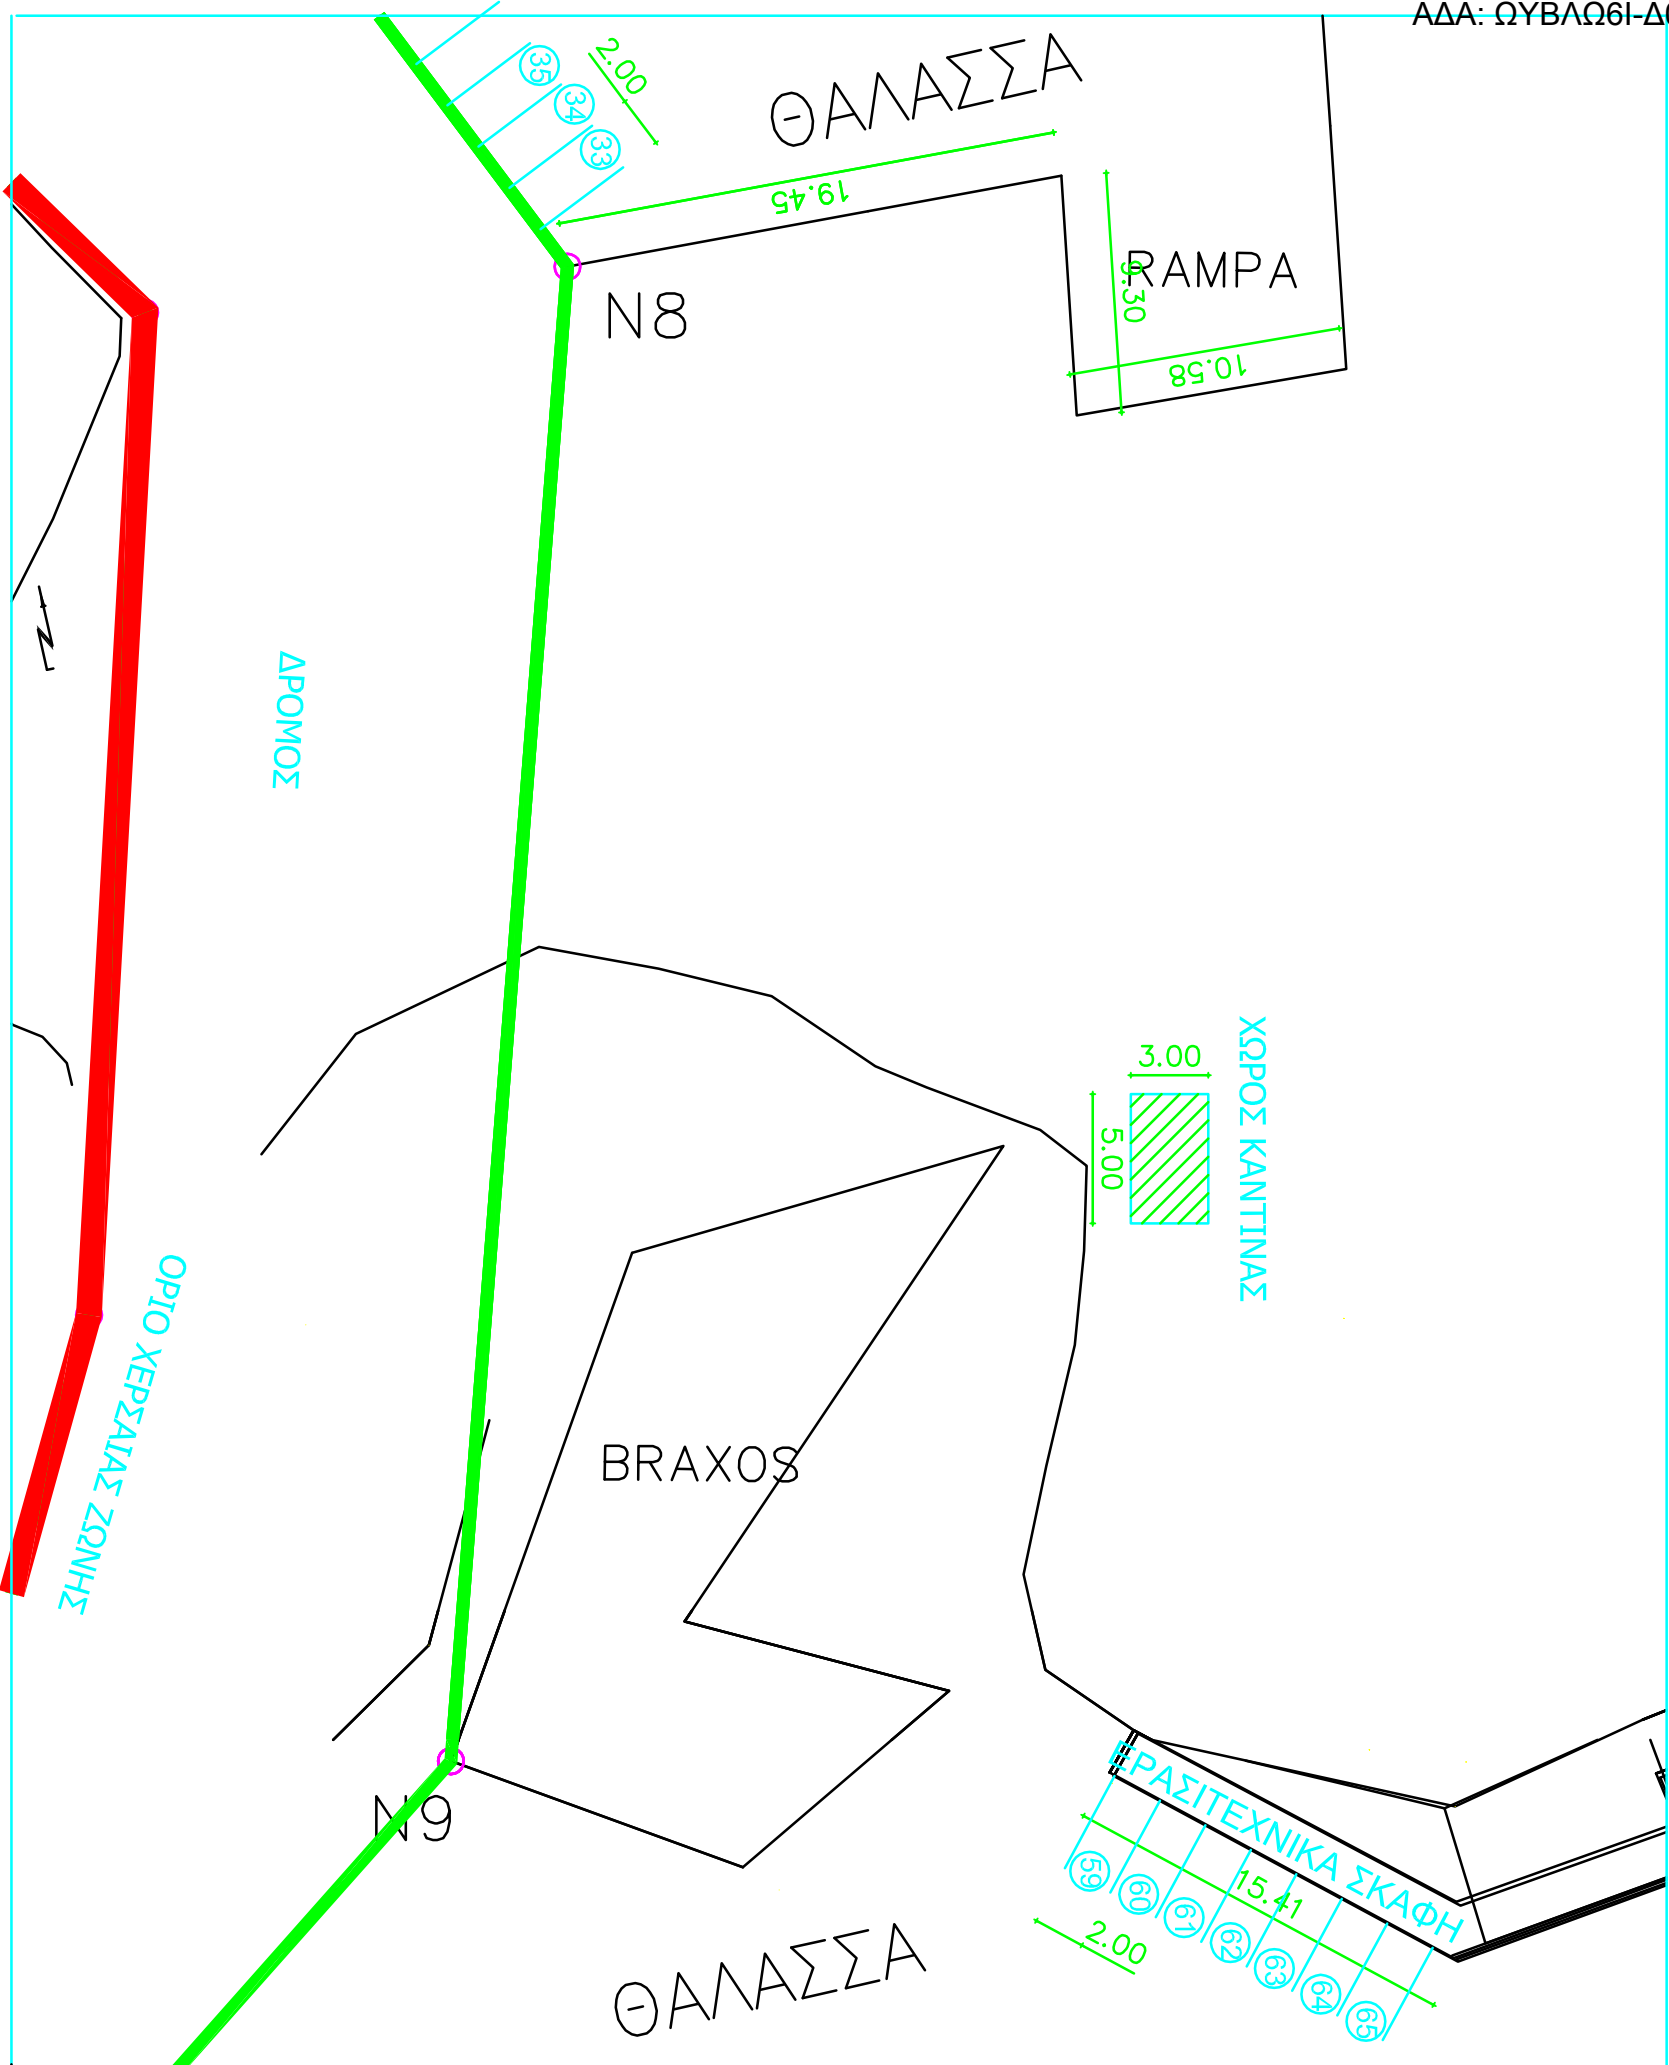 ΑΔΑ: ΩΥΒΛΩ6Ι-Δ
35
34
33
2.00
ΘΑΛΑΣΣΑ
19.45
RAMPA
9.30
10.58
N8
ΔΡΟΜΟΣ
3.00
5.00
ΧΩΡΟΣ ΚΑΝΤΙΝΑΣ
ΟΡΙΟ ΧΕΡΣΑΙΑΣ ΖΩΝΗΣ
BRAXOS
N9
ΕΡΑΣΙΤΕΧΝΙΚΑ ΣΚΑΦΗ
15.41
2.00
59
60
61
62
63
64
65
ΘΑΛΑΣΣΑ